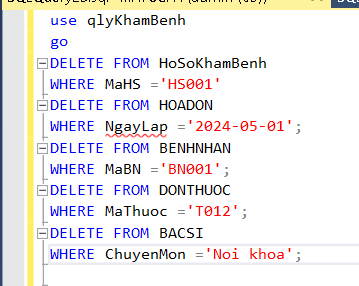 use qlyKhamBenh
go
DELETE FROM HoSoKhamBenh
WHERE MaHS ='HS001'
DELETE FROM HOADON
WHERE NgayLap ='2024-05-01';
DELETE FROM BENHNHAN
WHERE MaBN ='BN001';
DELETE FROM DONTHUOC
WHERE MaThuoc ='T012';
DELETE FROM BACSI
WHERE ChuyenMon ='Noi khoa';